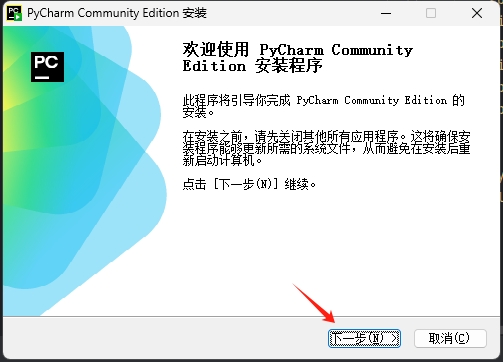 PC PyCharm Community Edition 安装
PC
欢迎使用 PyCharm Community
Edition 安装程序
此程序将引导你完成 PyCharm Community Edition 的
安装。
在安装之前，请先关闭其他所有应用程序。这将确保安
装程序能够更新所需的系统文件，从而避免在安装后重
新启动计算机。
点击 [下一步(N)] 继续。
下一步(N) >
取消(C)